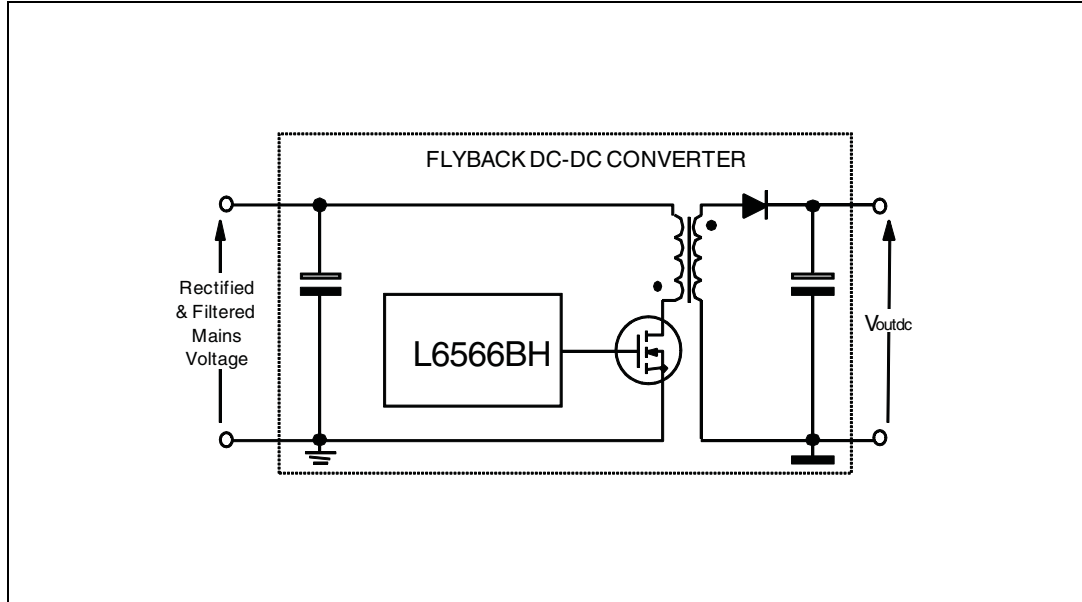 FLYBACK DC-DC CONVERTER
Rectified
& Filtered
Mains
Voltage
L6566BH
Voutdc